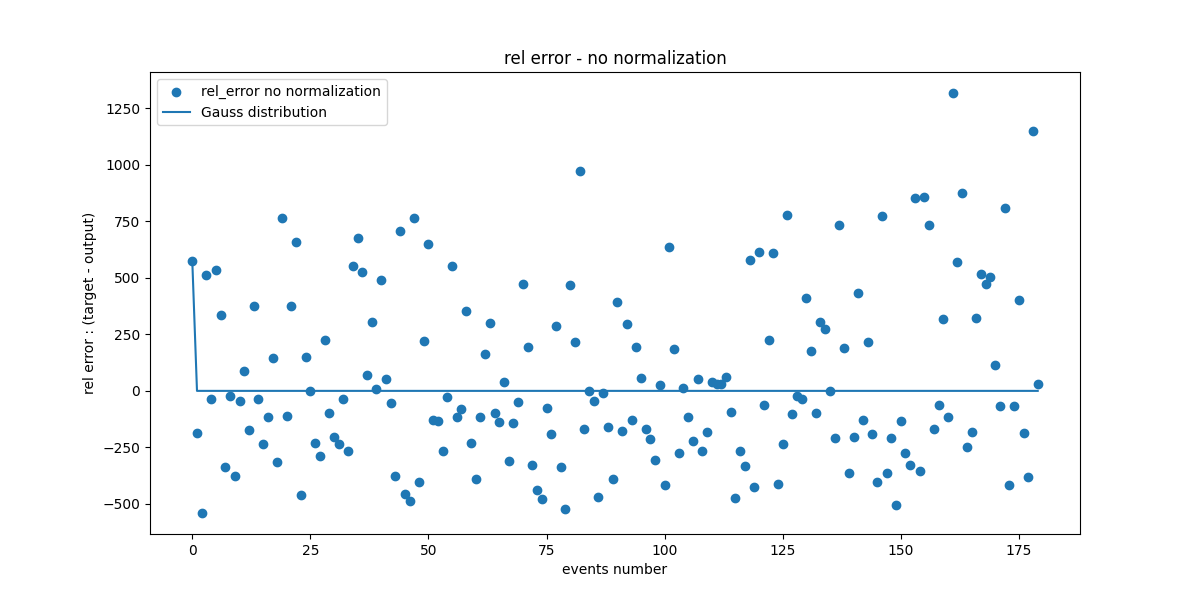 rel error - no normalization
rel_error no normalization
Gauss distribution
1250
1000
750
500
250
0
−250
−500
rel error : (target - output)
0 25 50 75 100 125 150 175
events number